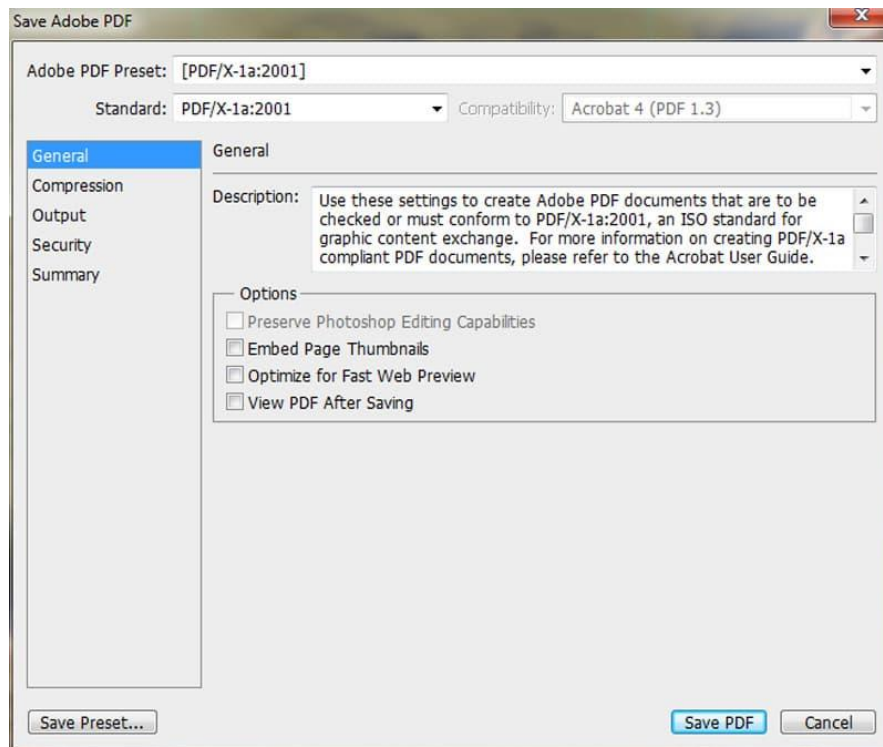 Save Adobe PDF
Adobe PDF Preset: [PDF/X-1a:2001]
Standard: PDF/X-1a:2001 Compatibility: Acrobat 4 (PDF 1.3)
General
Compression
Output
Security
Summary
General
Description: Use these settings to create Adobe PDF documents that are to be
checked or must conform to PDF/X-1a:2001, an ISO standard for
graphic content exchange. For more information on creating PDF/X-1a
compliant PDF documents, please refer to the Acrobat User Guide.
Options
Preserve Photoshop Editing Capabilities
Embed Page Thumbnails
Optimize for Fast Web Preview
View PDF After Saving
Save Preset... Save PDF Cancel